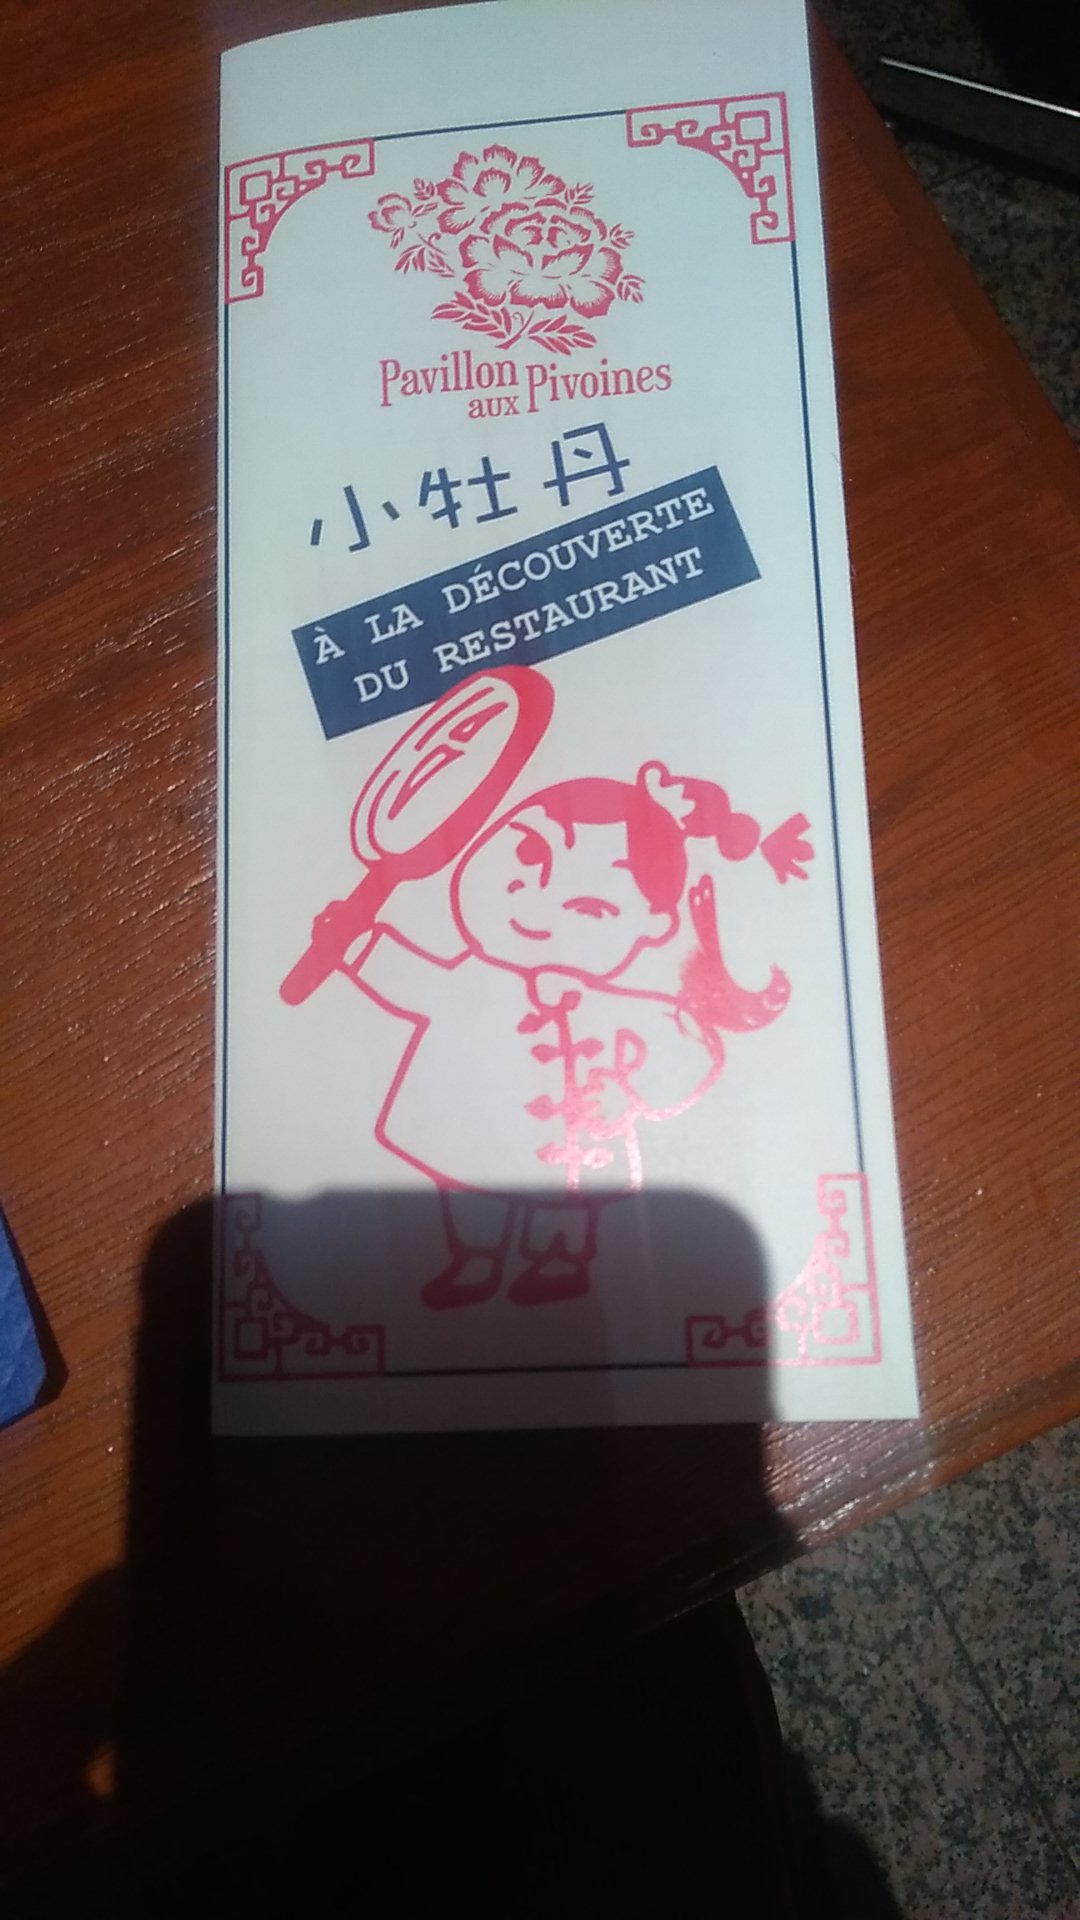 Pavillon
aux Pivoines
小牡丹
À LA DÉCOUVERTE
DU RESTAURANT